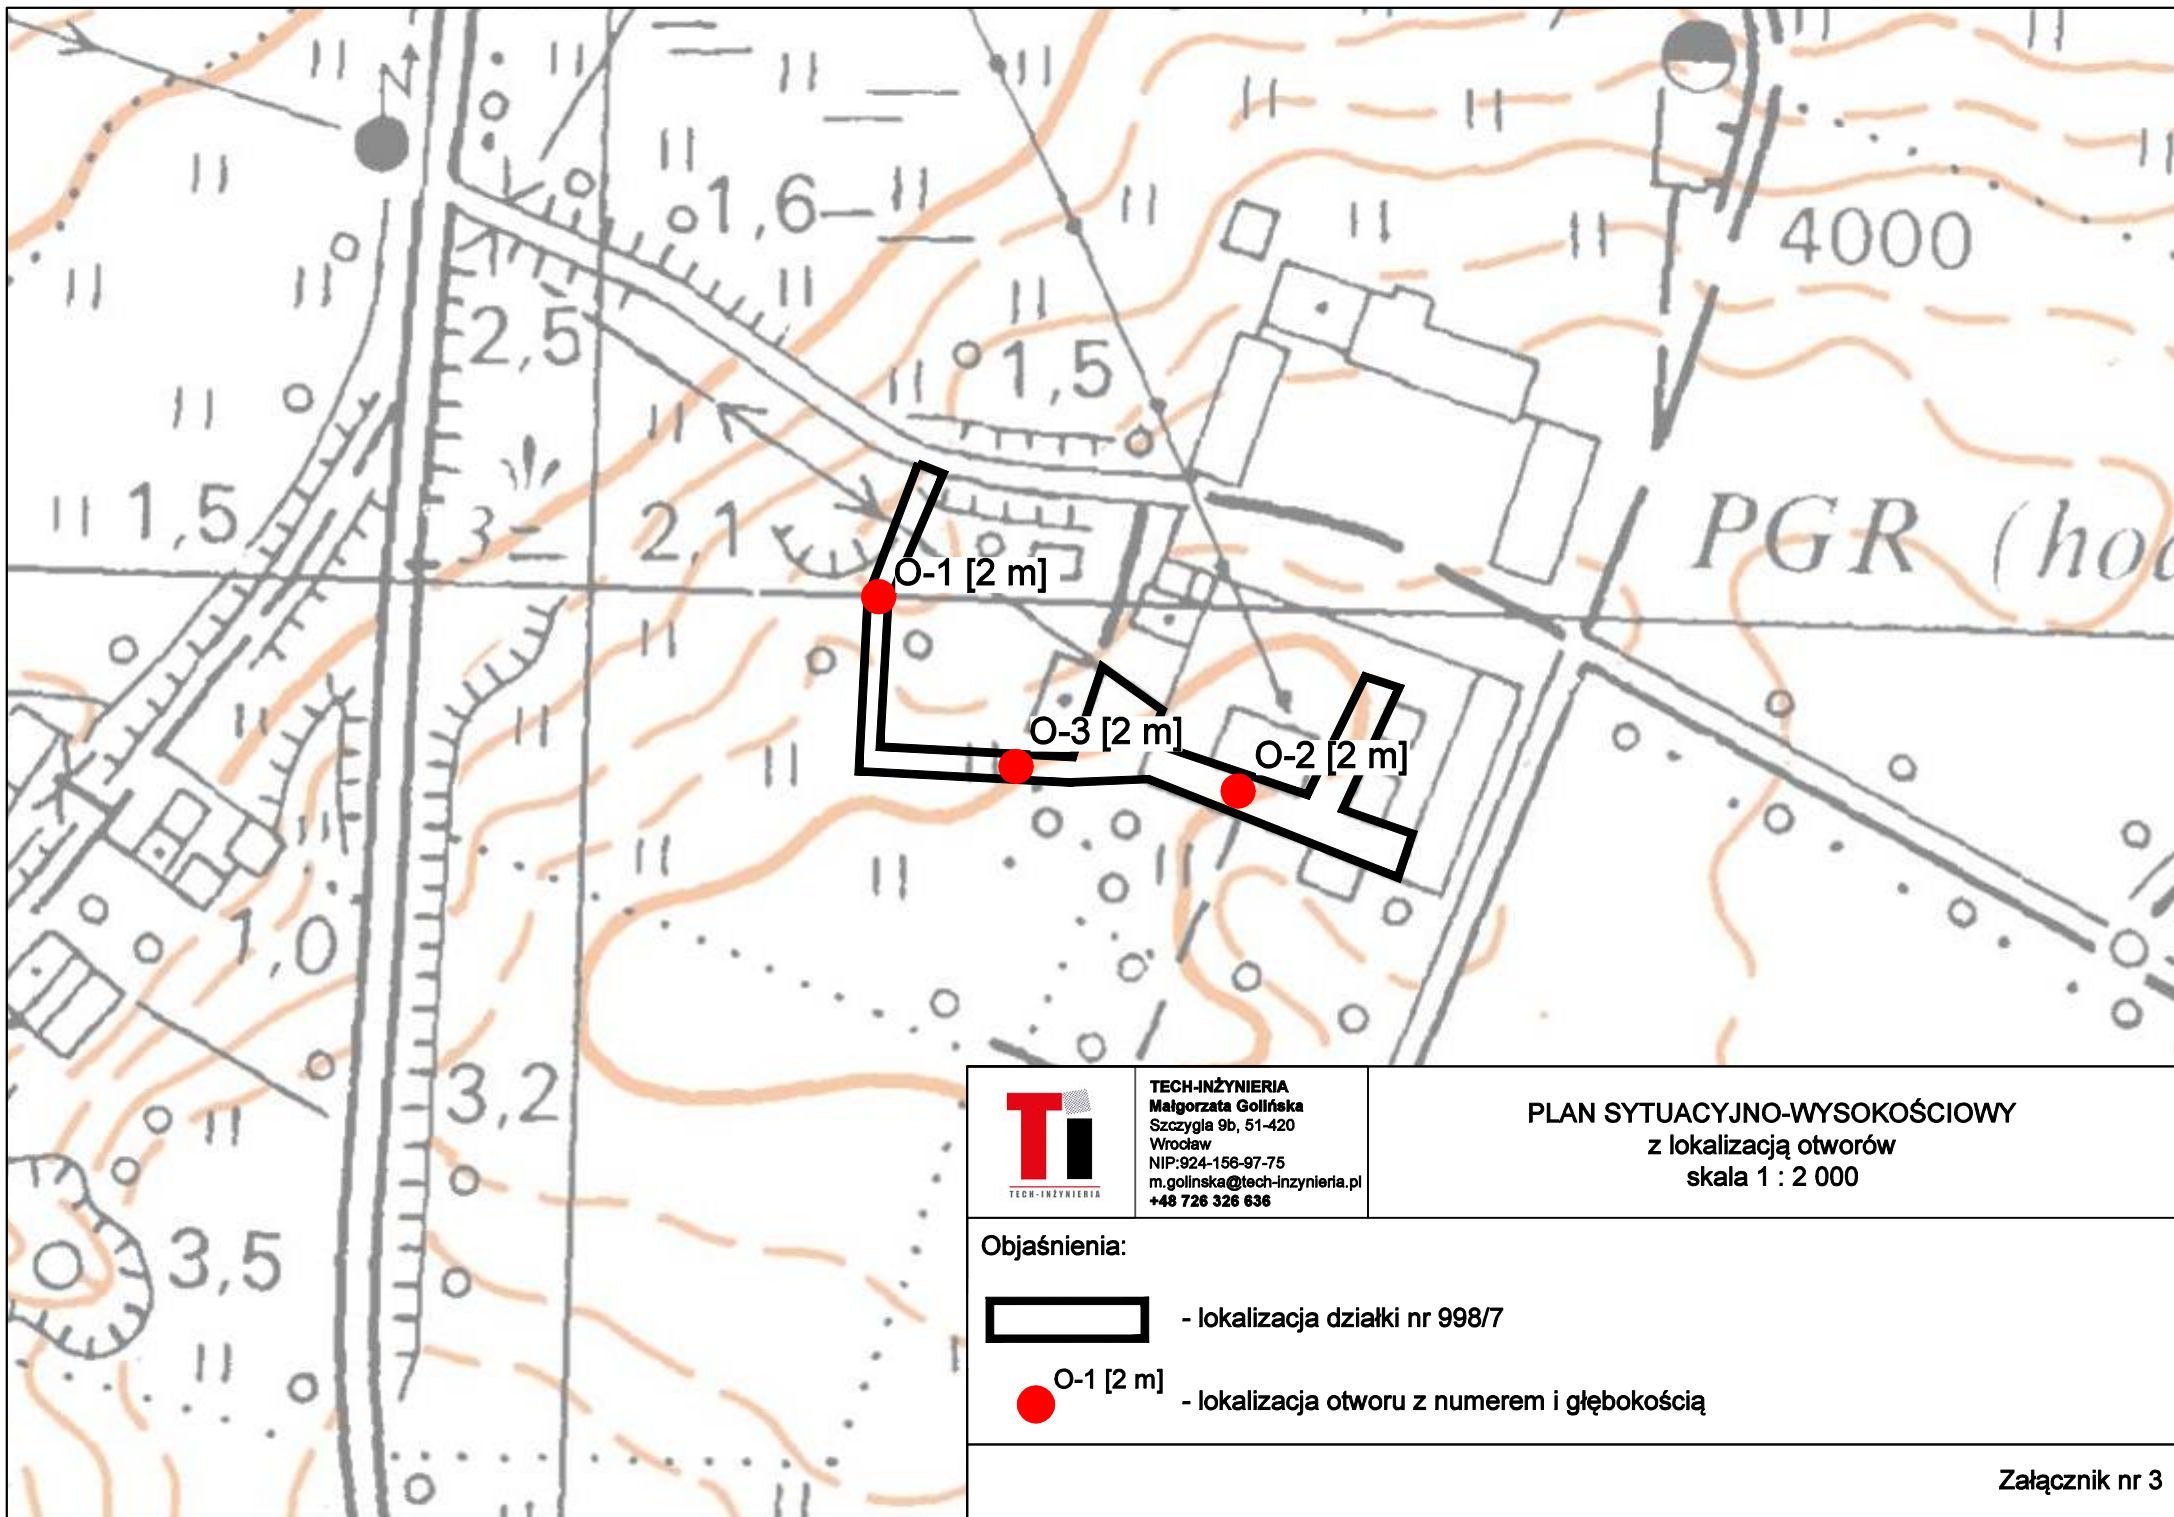 N
1,6
4000
2,5
1,5
1,5
3
2,1
PGR (hod
O-1 [2 m]
O-3 [2 m]
O-2 [2 m]
1,0
3,2
3,5
TECH-INŻYNIERIA
TECH-INŻYNIERIA
Małgorzata Golińska
Szczygla 9b, 51-420
Wrocław
NIP:924-156-97-75
m.golinska@tech-inzynieria.pl
+48 726 326 636
PLAN SYTUACYJNO-WYSOKOŚCIOWY
z lokalizacją otworów
skala 1 : 2 000
Objaśnienia:
- lokalizacja działki nr 998/7
O-1 [2 m]
- lokalizacja otworu z numerem i głębokością
Załącznik nr 3